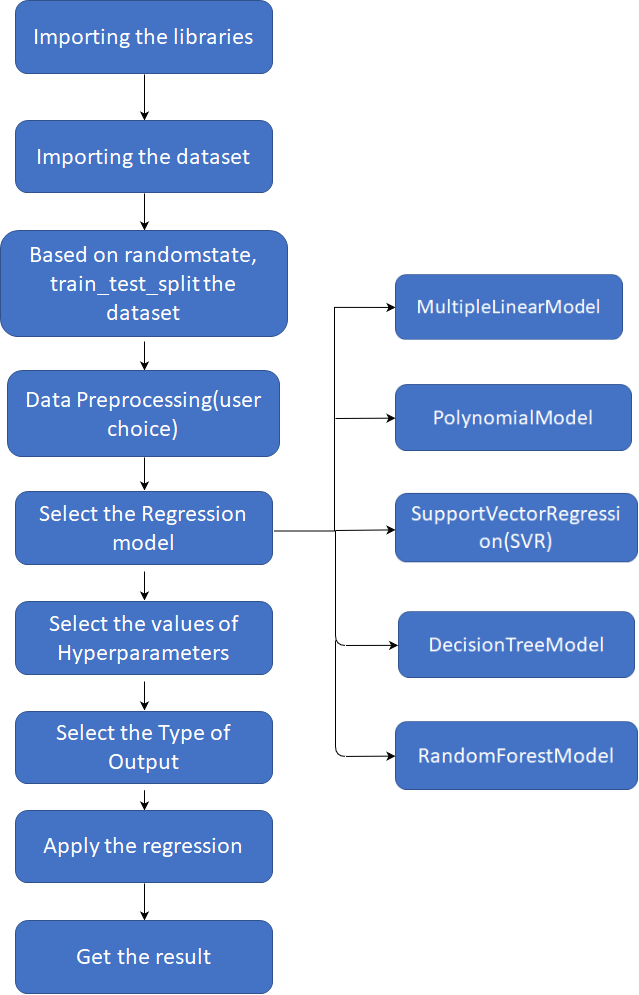 Importing the libraries
Importing the dataset
Based on randomstate,
train_test_split the
dataset
Data Preprocessing(user
choice)
Select the Regression
model
Select the values of
Hyperparameters
Select the Type of
Output
Apply the regression
Get the result
MultipleLinearModel
PolynomialModel
SupportVectorRegressi
on(SVR)
DecisionTreeModel
RandomForestModel